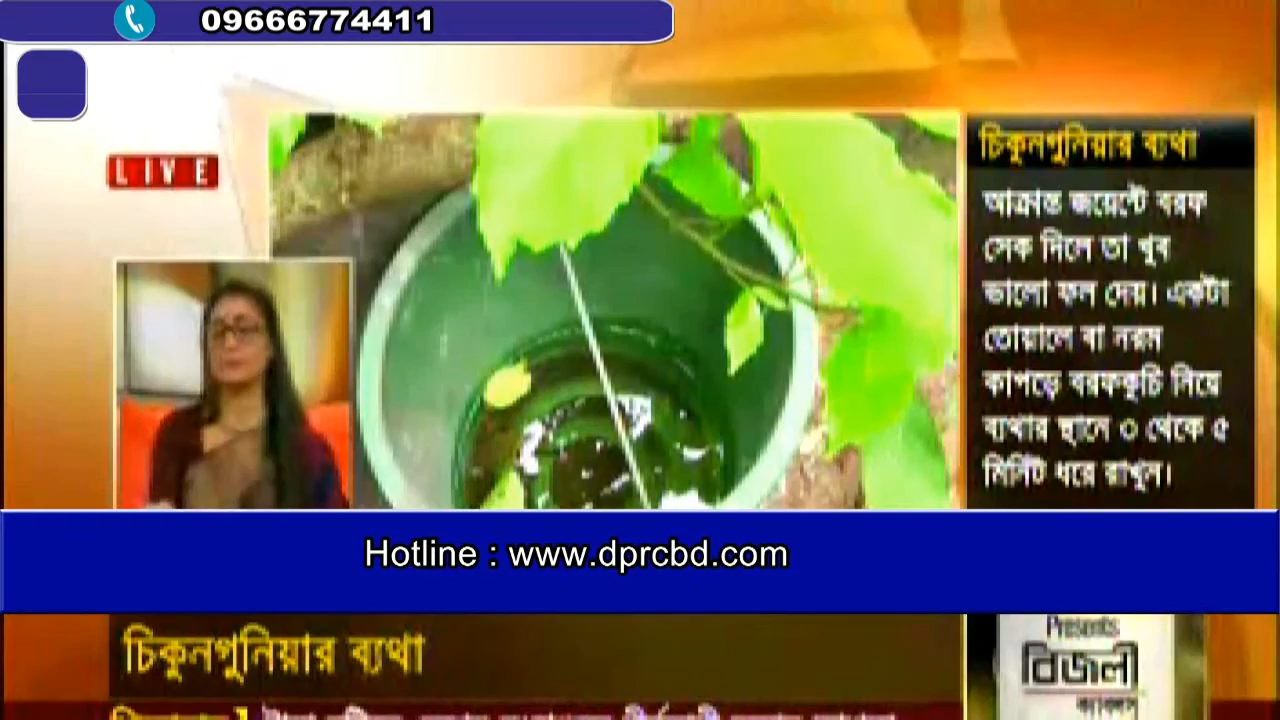 09666774411
LIVE
চিকুনগুনিয়ার ব্যথা
আক্রান্ত জয়েন্টে বরফ
সেক দিলে তা খুব
ভালো ফল দেয়। একটা
তোয়ালে বা নরম
কাপড়ে বরফকুচি নিয়ে
ব্যথার স্থানে ৩ থেকে ৫
মিনিট ধরে রাখুন।
Hotline : www.dprcbd.com
চিকুনগুনিয়ার ব্যথা
Presents
বিজলী
ক্যাবলস